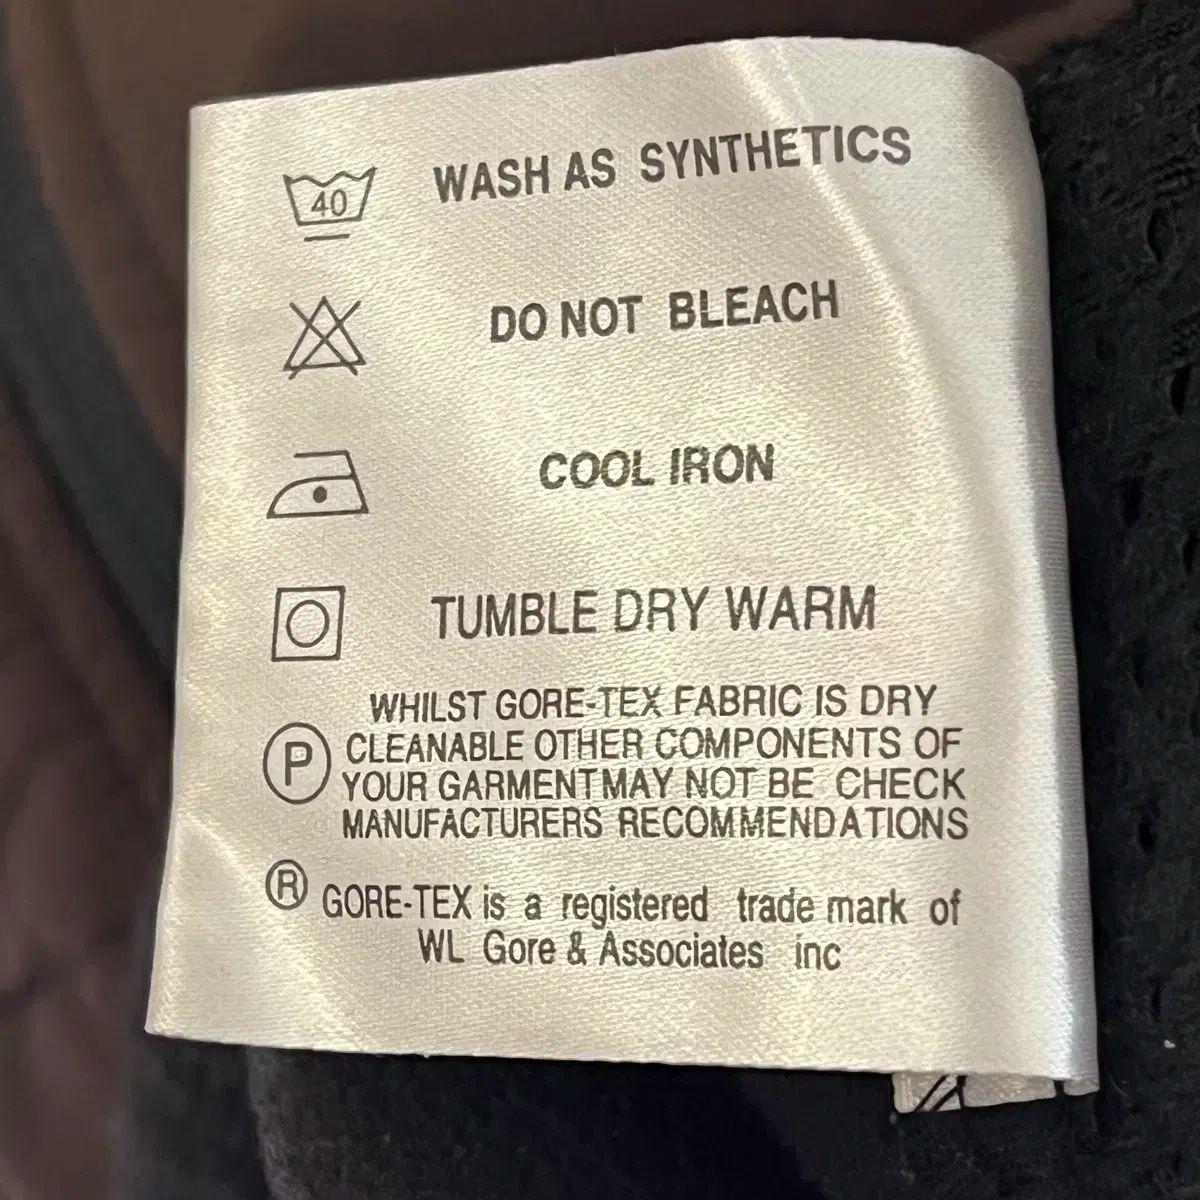 40 WASH AS SYNTHETICS
DO NOT BLEACH
COOL IRON
TUMBLE DRY WARM
WHILST GORE-TEX FABRIC IS DRY
P CLEANABLE OTHER COMPONENTS OF
YOUR GARMENT MAY NOT BE CHECK
MANUFACTURERS RECOMMENDATIONS
® GORE-TEX is a registered trade mark of
WL Gore & Associates inc